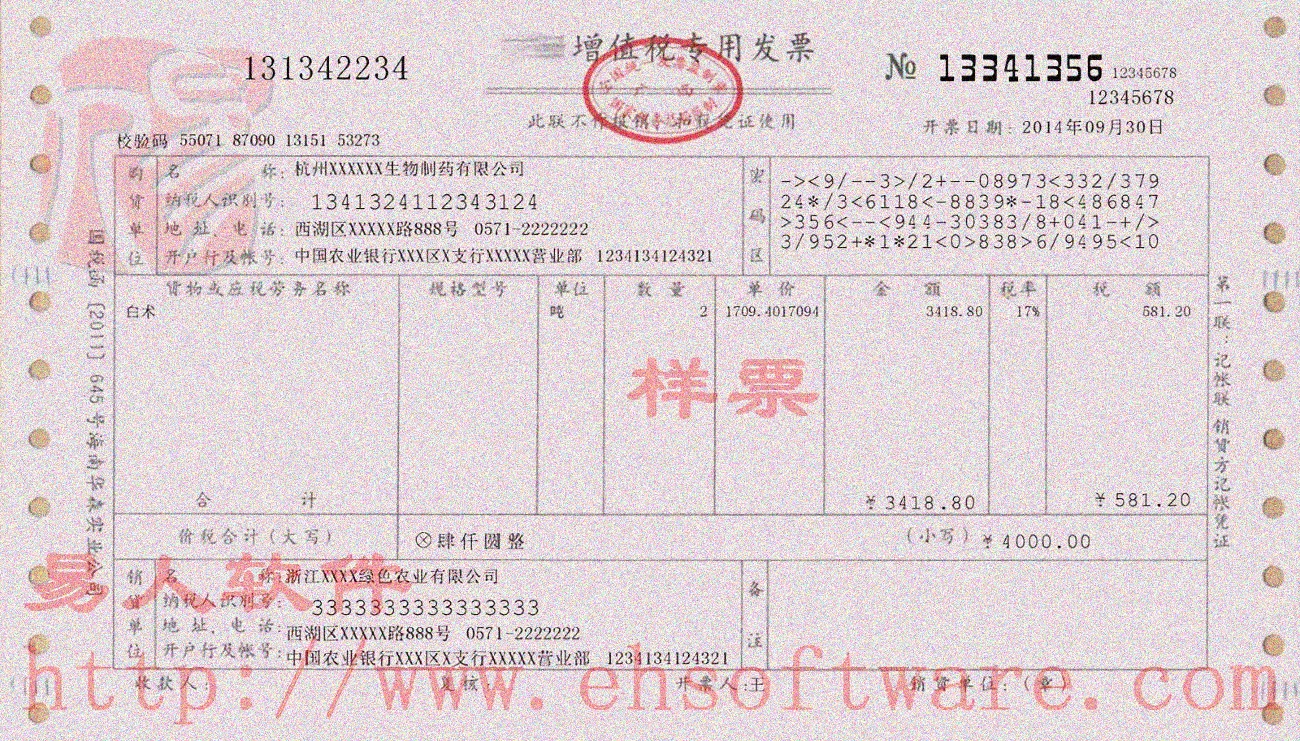 增值税专用发票
131342234
№ 13341356 12345678
12345678
此联不作报销、扣税凭证使用
开票日期: 2014年09月30日
校验码 55071 87090 13151 53273
购货单位
名 称: 杭州XXXXXX生物制药有限公司
纳税人识别号: 1341324112343124
地 址、电 话: 西湖区XXXXX路888号 0571-2222222
开户行及帐号: 中国农业银行XXX区X支行XXXXX营业部 1234134124321
密码区
-><9/--3>/2+--08973<332/379
24*/3<6118<-8839*-18<486847
>356<--<944-30383/8+041-+/>
3/952+*1*21<0>838>6/9495<10
货物或应税劳务名称 规格型号 单位 数 量 单 价 金 额 税率 税 额
白术 吨 2 1709.4017094 3418.80 17% 581.20
样票
合 计 ￥3418.80 ￥581.20
价税合计(大写) ⊗肆仟圆整 (小写) ￥4000.00
销货单位
名 称: 浙江XXXX绿色农业有限公司
纳税人识别号: 3333333333333333
地 址、电 话: 西湖区XXXXX路888号 0571-2222222
开户行及帐号: 中国农业银行XXX区X支行XXXXX营业部 1234134124321
备注
收款人: 复核: 开票人:王 销货单位:(章)
国税函 [2011] 645号海南华森实业公司
第一联: 记帐联 销货方记帐凭证
易人软件
http://www.ehsoftware.com